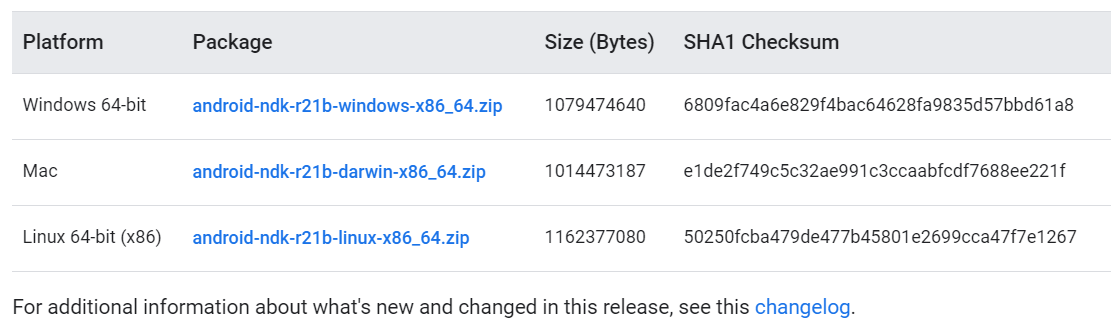 Platform Package Size (Bytes) SHA1 Checksum
Windows 64-bit android-ndk-r21b-windows-x86_64.zip 1079474640 6809fac4a6e829f4bac64628fa9835d57bbd61a8
Mac android-ndk-r21b-darwin-x86_64.zip 1014473187 e1de2f749c5c32ae991c3ccaabfcdf7688ee221f
Linux 64-bit (x86) android-ndk-r21b-linux-x86_64.zip 1162377080 50250fcba479de477b45801e2699cca47f7e1267
For additional information about what's new and changed in this release, see this changelog.